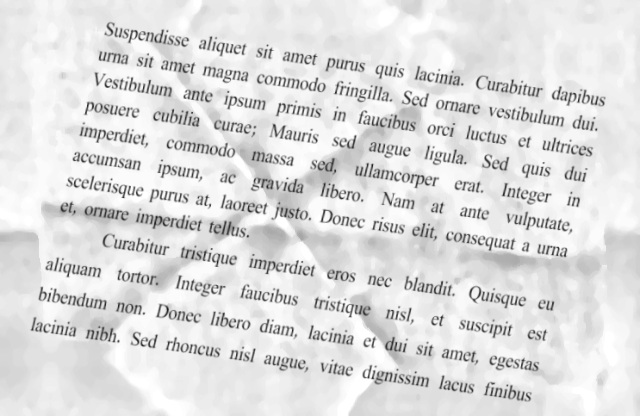 Suspendisse aliquet sit amet purus quis lacinia. Curabitur dapibus
urna sit amet magna commodo fringilla. Sed ornare vestibulum dui.
Vestibulum ante ipsum primis in faucibus orci luctus et ultrices
posuere cubilia curae; Mauris sed augue ligula. Sed quis dui
imperdiet, commodo massa sed, ullamcorper erat. Integer in
accumsan ipsum, ac gravida libero. Nam at ante vulputate,
scelerisque purus at, laoreet justo. Donec risus elit, consequat a urna
et, ornare imperdiet tellus.
Curabitur tristique imperdiet eros nec blandit. Quisque eu
aliquam tortor. Integer faucibus tristique nisl, et suscipit est
bibendum non. Donec libero diam, lacinia et dui sit amet, egestas
lacinia nibh. Sed rhoncus nisl augue, vitae dignissim lacus finibus